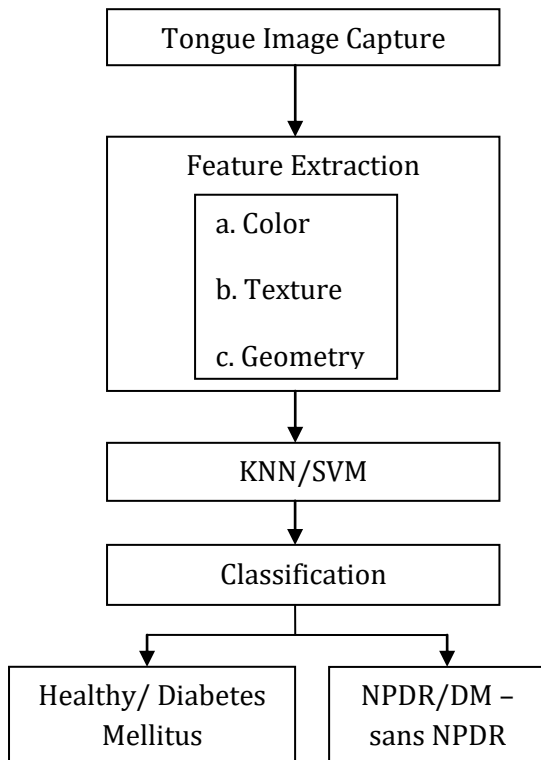 Tongue Image Capture
Feature Extraction
a. Color
b. Texture
c. Geometry
KNN/SVM
Classification
Healthy/ Diabetes
Mellitus
NPDR/DM –
sans NPDR